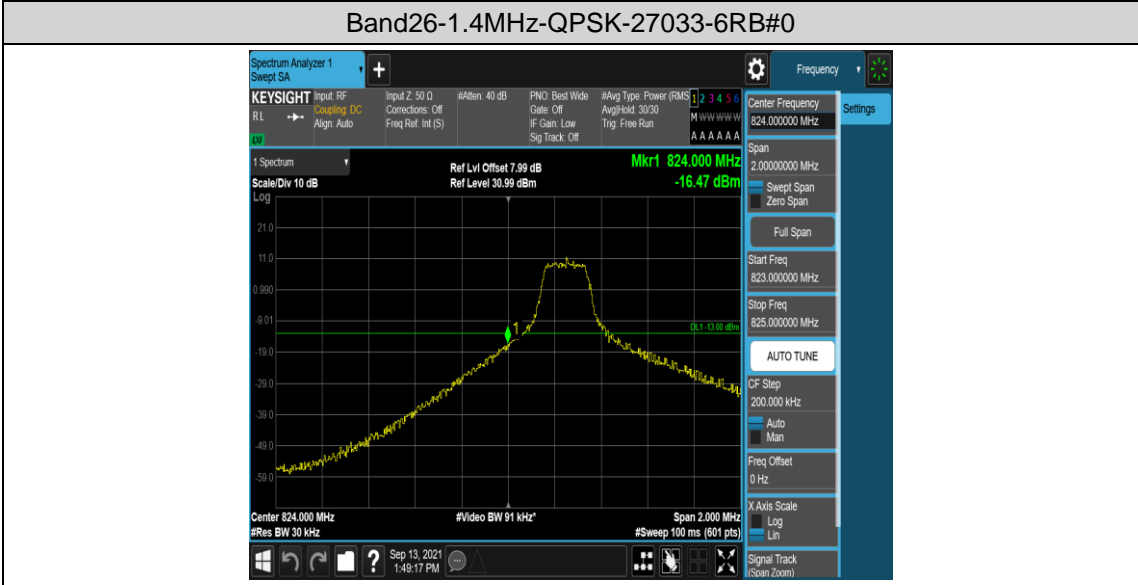 Band26-1.4MHz-QPSK-27033-6RB#0
Spectrum Analyzer 1
Swept SA
+
Frequency
KEYSIGHT
RL
LXI
Input: RF
Coupling: DC
Align: Auto
Input Z: 50 Ω
Corrections: Off
Freq Ref: Int (S)
#Atten: 40 dB
PNO: Best Wide
Gate: Off
IF Gain: Low
Sig Track: Off
#Avg Type: Power (RMS
Avg|Hold: 30/30
Trig: Free Run
1 2 3 4 5 6
M W W W W W
A A A A A A
1 Spectrum
Scale/Div 10 dB
Log
Ref Lvl Offset 7.99 dB
Ref Level 30.99 dBm
Mkr1 824.000 MHz
-16.47 dBm
21.0
11.0
0.990
-9.01
-19.0
-29.0
-39.0
-49.0
-59.0
1
DL1 -13.00 dBm
Center 824.000 MHz
#Res BW 30 kHz
#Video BW 91 kHz*
Span 2.000 MHz
#Sweep 100 ms (601 pts)
?
Sep 13, 2021
1:49:17 PM
Center Frequency
824.000000 MHz
Span
2.00000000 MHz
Swept Span
Zero Span
Full Span
Start Freq
823.000000 MHz
Stop Freq
825.000000 MHz
AUTO TUNE
CF Step
200.000 kHz
Auto
Man
Freq Offset
0 Hz
X Axis Scale
Log
Lin
Signal Track
(Span Zoom)
Settings